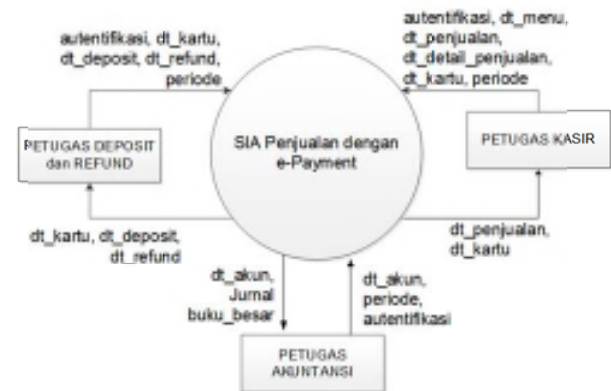 autentifikasi, dt_kartu,
dt_deposit, dt_refund,
periode
autentifikasi, dt_menu,
dt_penjualan,
dt_detail_penjualan,
dt_kartu, periode
SIA Penjualan dengan
e-Payment
PETUGAS DEPOSIT
dan REFUND
PETUGAS KASIR
dt_kartu, dt_deposit,
dt_refund
dt_penjualan,
dt_kartu
dt_akun,
Jurnal
buku_besar
dt_akun,
periode,
autentifikasi
PETUGAS
AKUNTANSI